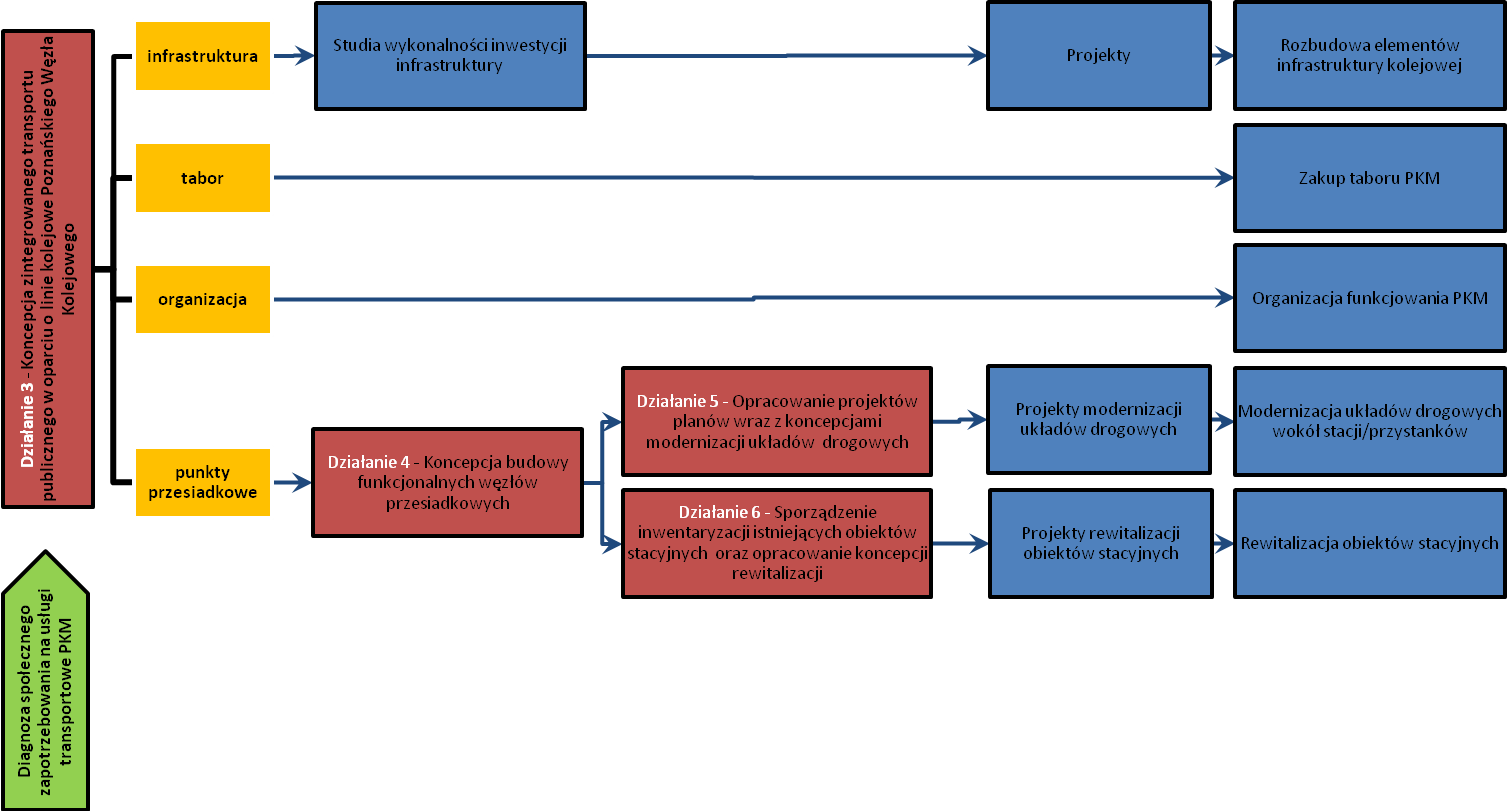 Działanie 3 - Koncepcja zintegrowanego transportu
publicznego w oparciu o linie kolejowe Poznańskiego Węzła
Kolejowego
infrastruktura
Studia wykonalności inwestycji
infrastruktury
Projekty
Rozbudowa elementów
infrastruktury kolejowej
tabor
Zakup taboru PKM
organizacja
Organizacja funkcjowania PKM
punkty
przesiadkowe
Działanie 4 - Koncepcja budowy
funkcjonalnych węzłów
przesiadkowych
Działanie 5 - Opracowanie projektów
planów wraz z koncepcjami
modernizacji układów drogowych
Projekty modernizacji
układów drogowych
Modernizacja układów drogowych
wokół stacji/przystanków
Działanie 6 - Sporządzenie
inwentaryzacji istniejących obiektów
stacyjnych oraz opracowanie koncepcji
rewitalizacji
Projekty rewitalizacji
obiektów stacyjnych
Rewitalizacja obiektów stacyjnych
Diagnoza społecznego
zapotrzebowania na usługi
transportowe PKM